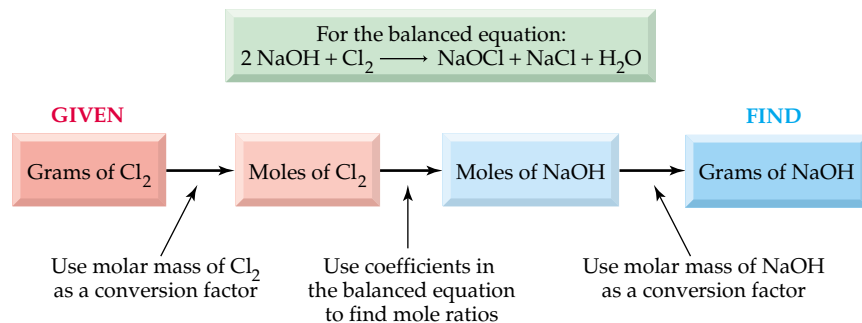 For the balanced equation:
2 NaOH + Cl₂ ⟶ NaOCl + NaCl + H₂O
GIVEN
FIND
Grams of Cl₂
Moles of Cl₂
Moles of NaOH
Grams of NaOH
Use molar mass of Cl₂
as a conversion factor
Use coefficients in
the balanced equation
to find mole ratios
Use molar mass of NaOH
as a conversion factor